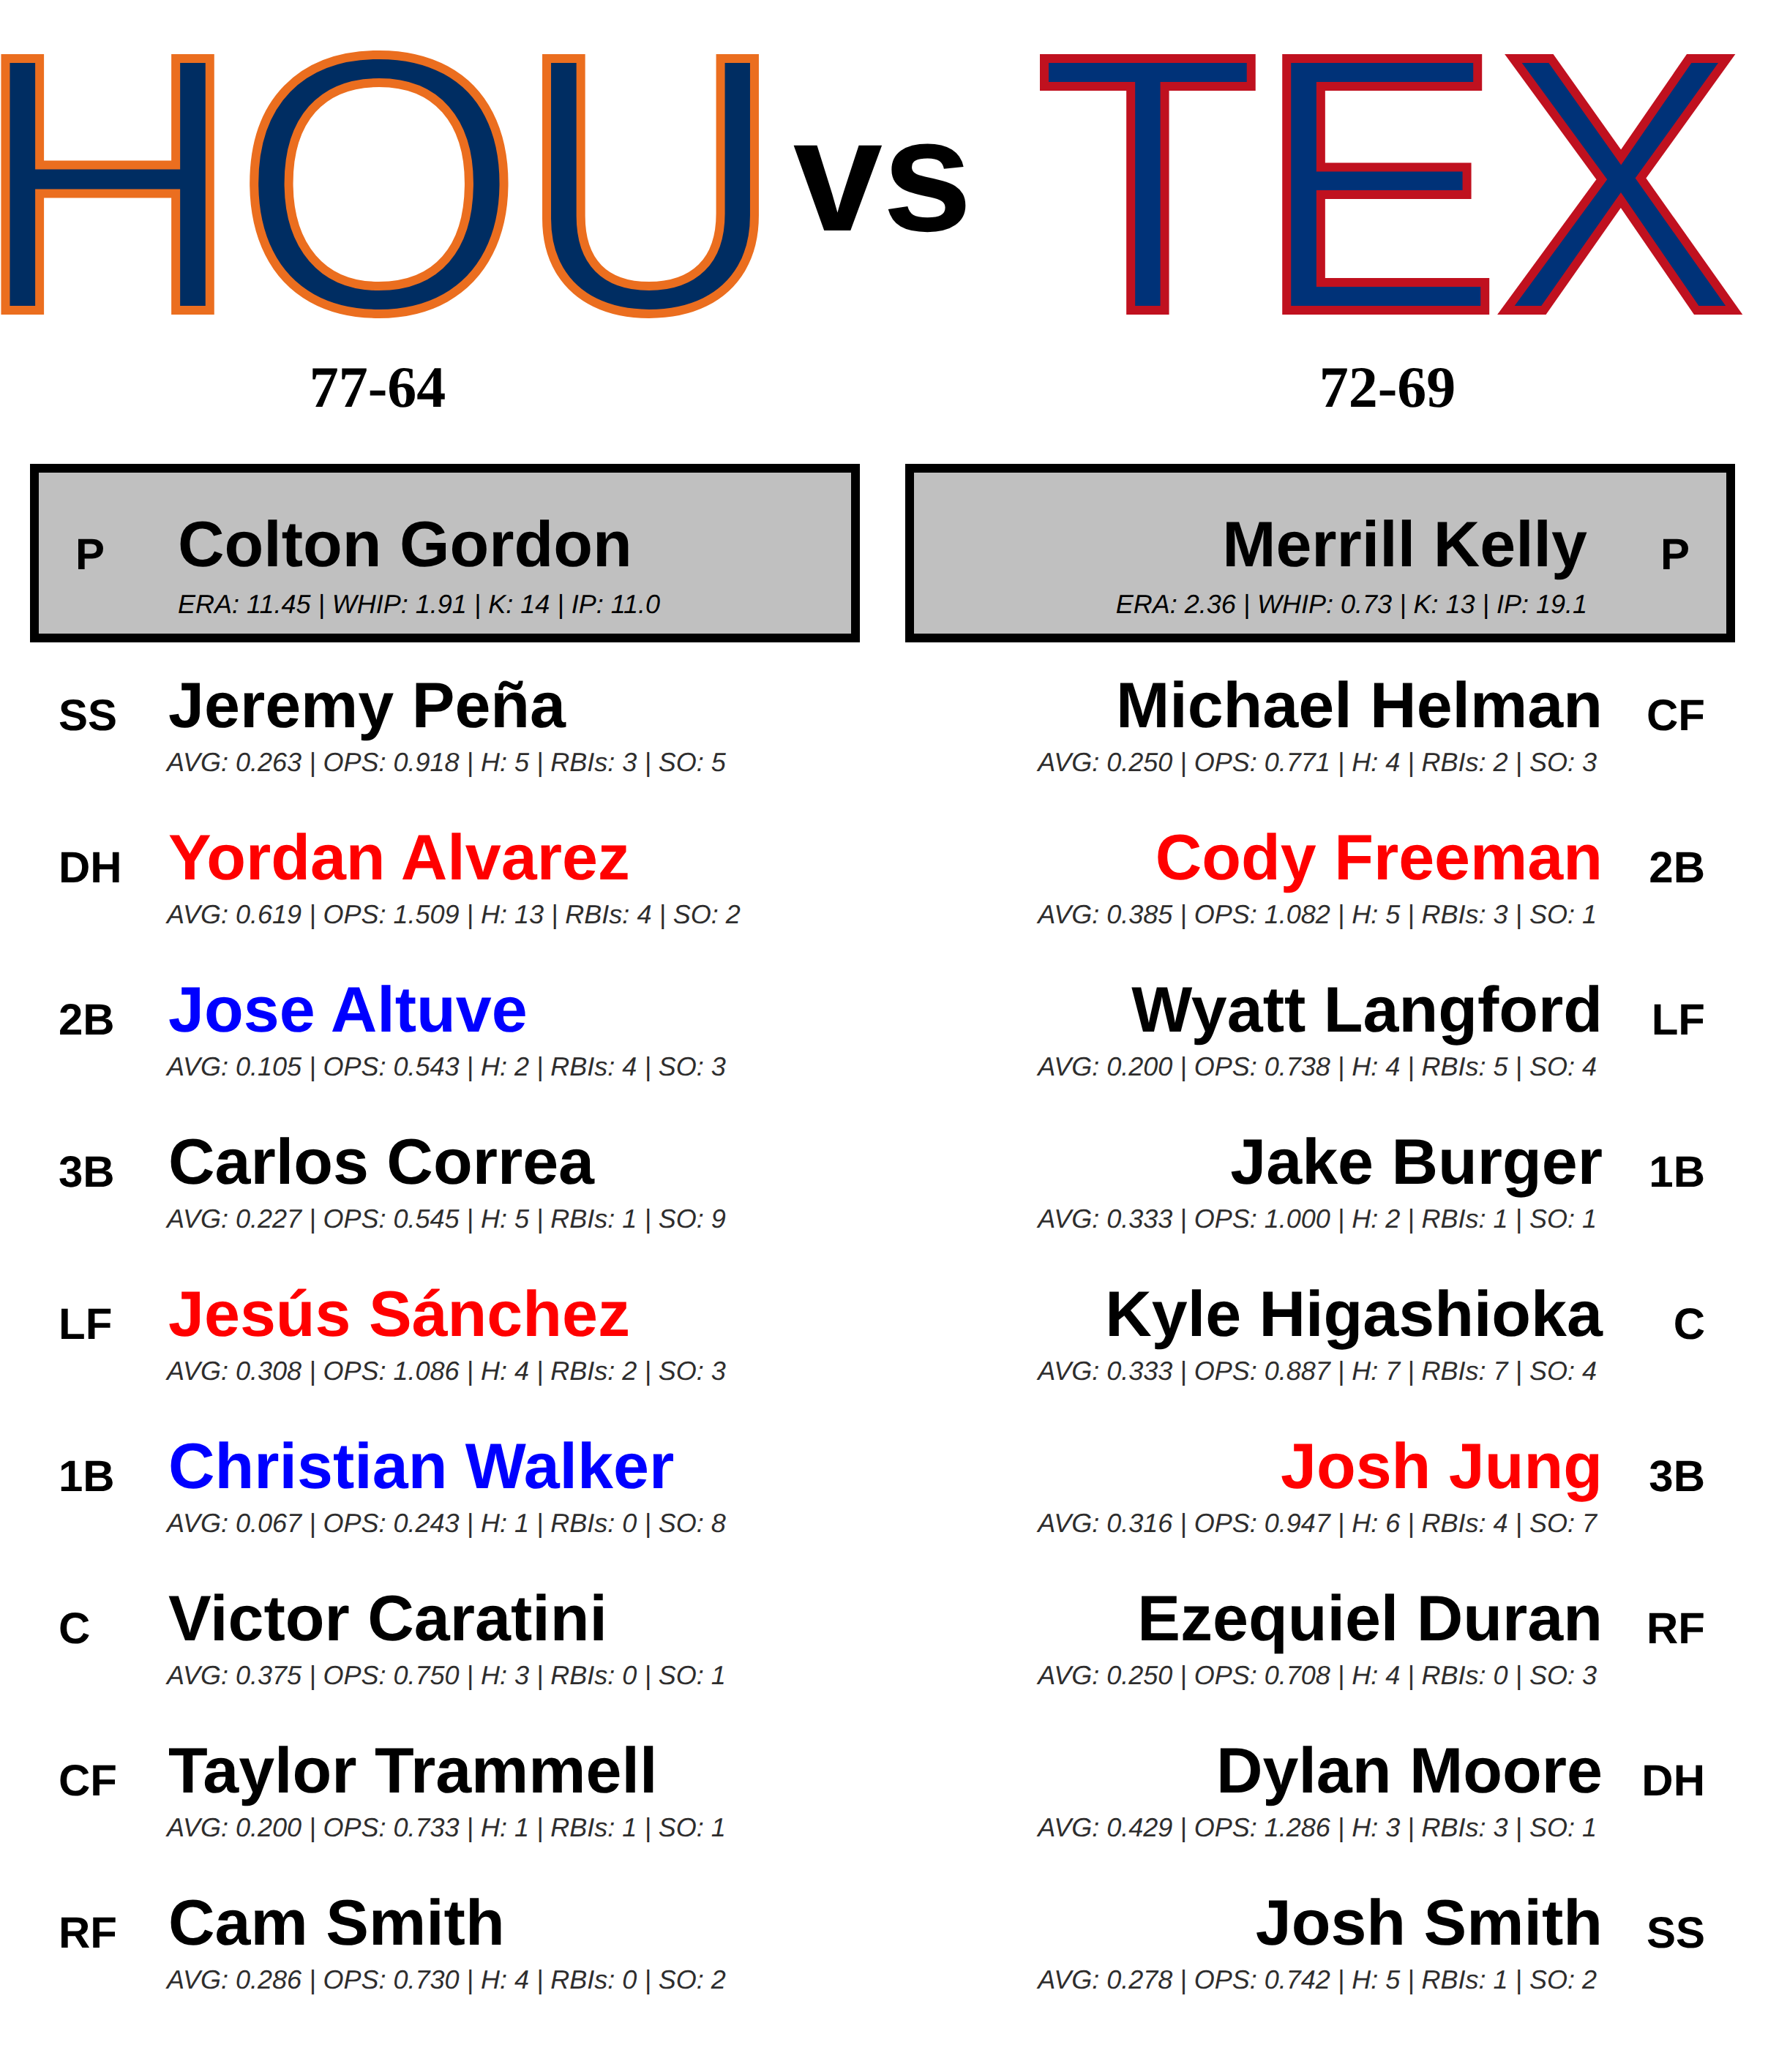 HOU vs TEX
77-64
72-69
P Colton Gordon
ERA: 11.45 | WHIP: 1.91 | K: 14 | IP: 11.0
Merrill Kelly P
ERA: 2.36 | WHIP: 0.73 | K: 13 | IP: 19.1
SS Jeremy Peña
AVG: 0.263 | OPS: 0.918 | H: 5 | RBIs: 3 | SO: 5
DH Yordan Alvarez
AVG: 0.619 | OPS: 1.509 | H: 13 | RBIs: 4 | SO: 2
2B Jose Altuve
AVG: 0.105 | OPS: 0.543 | H: 2 | RBIs: 4 | SO: 3
3B Carlos Correa
AVG: 0.227 | OPS: 0.545 | H: 5 | RBIs: 1 | SO: 9
LF Jesús Sánchez
AVG: 0.308 | OPS: 1.086 | H: 4 | RBIs: 2 | SO: 3
1B Christian Walker
AVG: 0.067 | OPS: 0.243 | H: 1 | RBIs: 0 | SO: 8
C Victor Caratini
AVG: 0.375 | OPS: 0.750 | H: 3 | RBIs: 0 | SO: 1
CF Taylor Trammell
AVG: 0.200 | OPS: 0.733 | H: 1 | RBIs: 1 | SO: 1
RF Cam Smith
AVG: 0.286 | OPS: 0.730 | H: 4 | RBIs: 0 | SO: 2
Michael Helman CF
AVG: 0.250 | OPS: 0.771 | H: 4 | RBIs: 2 | SO: 3
Cody Freeman 2B
AVG: 0.385 | OPS: 1.082 | H: 5 | RBIs: 3 | SO: 1
Wyatt Langford LF
AVG: 0.200 | OPS: 0.738 | H: 4 | RBIs: 5 | SO: 4
Jake Burger 1B
AVG: 0.333 | OPS: 1.000 | H: 2 | RBIs: 1 | SO: 1
Kyle Higashioka C
AVG: 0.333 | OPS: 0.887 | H: 7 | RBIs: 7 | SO: 4
Josh Jung 3B
AVG: 0.316 | OPS: 0.947 | H: 6 | RBIs: 4 | SO: 7
Ezequiel Duran RF
AVG: 0.250 | OPS: 0.708 | H: 4 | RBIs: 0 | SO: 3
Dylan Moore DH
AVG: 0.429 | OPS: 1.286 | H: 3 | RBIs: 3 | SO: 1
Josh Smith SS
AVG: 0.278 | OPS: 0.742 | H: 5 | RBIs: 1 | SO: 2